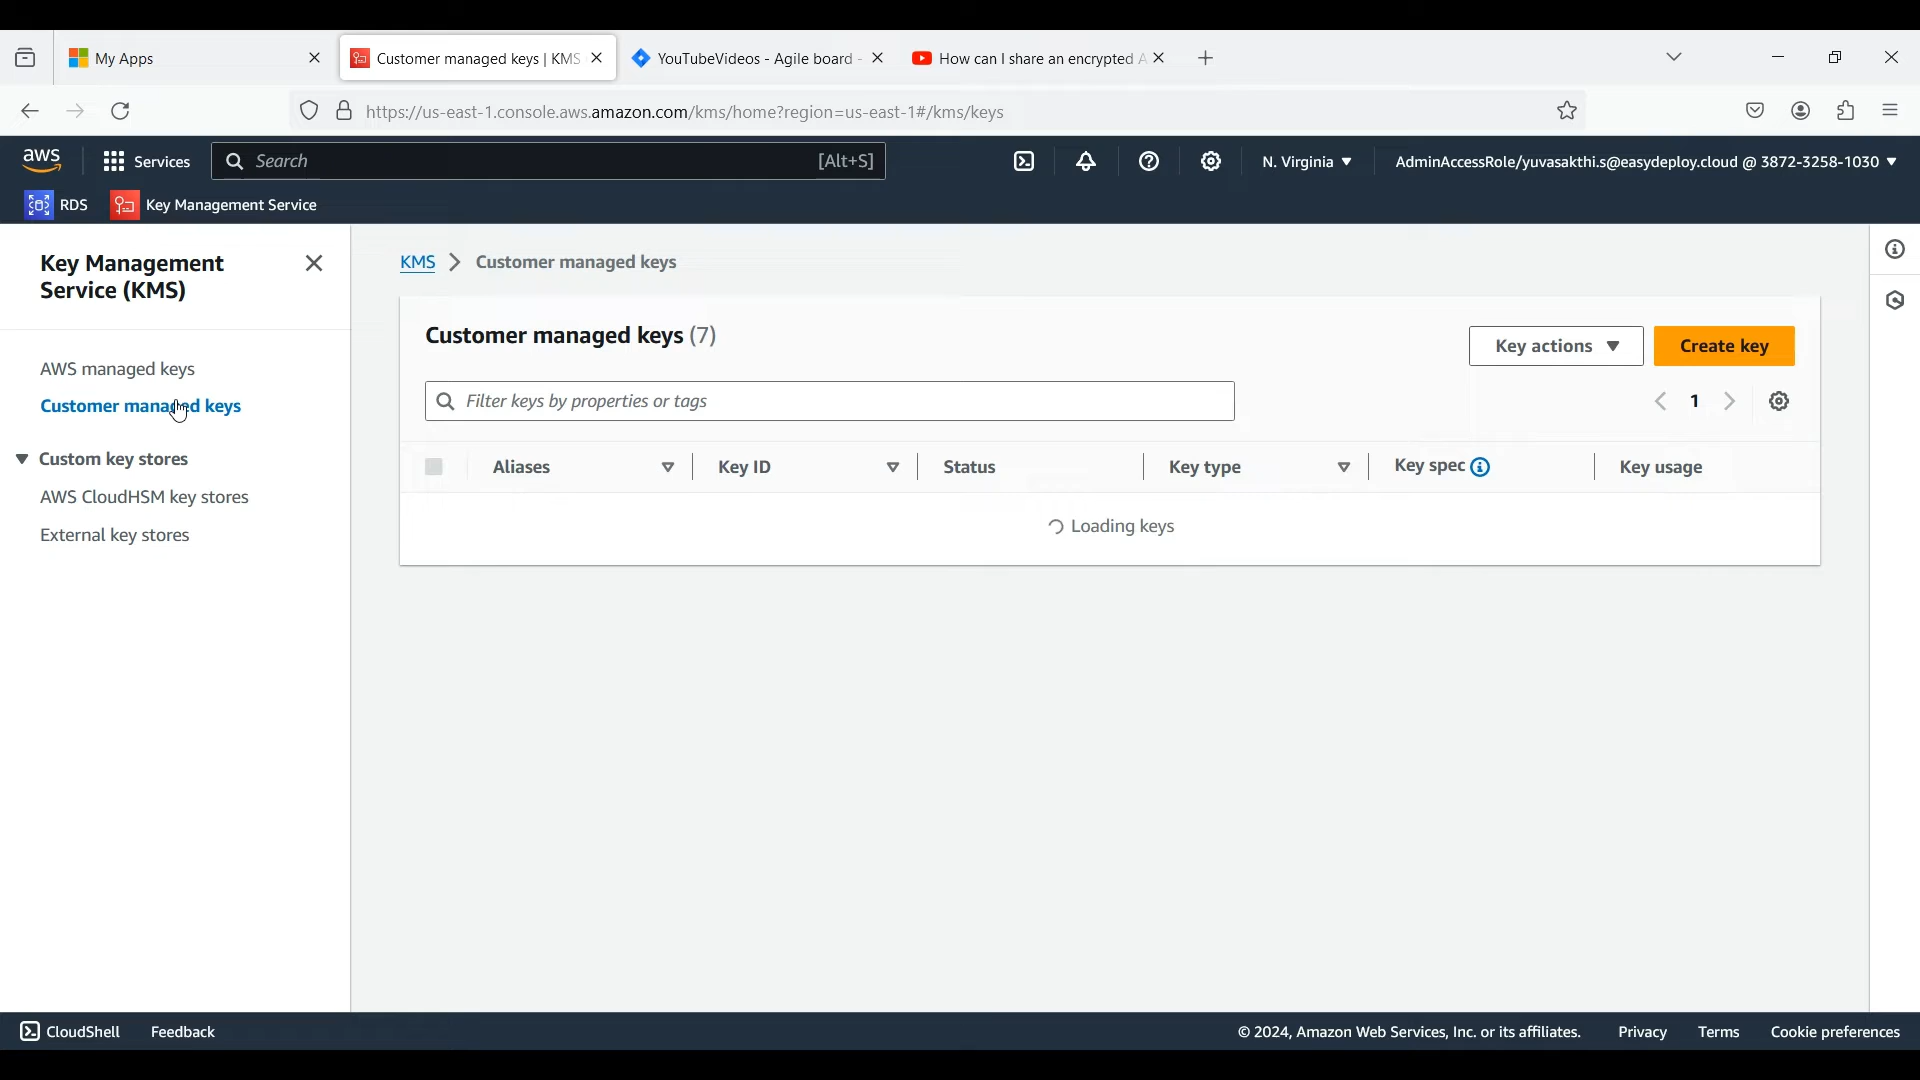 My Apps
Customer managed keys | KMS
YouTubeVideos - Agile board -
How can I share an encrypted A
https://us-east-1.console.aws.amazon.com/kms/home?region=us-east-1#/kms/keys
aws
Services
Search
[Alt+S]
N. Virginia
AdminAccessRole/yuvasakthi.s@easydeploy.cloud @ 3872-3258-1030
RDS
Key Management Service
Key Management
Service (KMS)
AWS managed keys
Customer managed keys
Custom key stores
AWS CloudHSM key stores
External key stores
KMS
Customer managed keys
Customer managed keys (7)
Key actions
Create key
Filter keys by properties or tags
1
Aliases
Key ID
Status
Key type
Key spec
Key usage
Loading keys
CloudShell
Feedback
© 2024, Amazon Web Services, Inc. or its affiliates.
Privacy
Terms
Cookie preferences